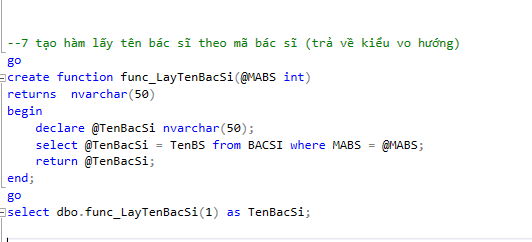 --7 tạo hàm lấy tên bác sĩ theo mã bác sĩ (trả về kiểu vo hướng)
go
create function func_LayTenBacSi(@MABS int)
returns  nvarchar(50)
begin
    declare @TenBacSi nvarchar(50);
    select @TenBacSi = TenBS from BACSI where MABS = @MABS;
    return @TenBacSi;
end;
go
select dbo.func_LayTenBacSi(1) as TenBacSi;